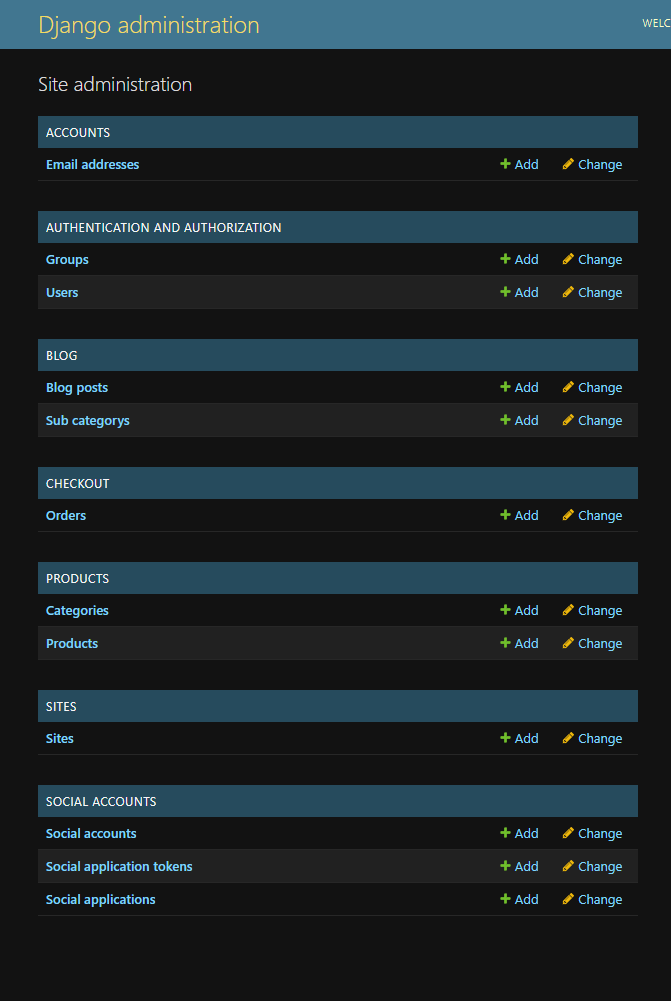 Django administration
WELC
Site administration
ACCOUNTS
Email addresses Add Change
AUTHENTICATION AND AUTHORIZATION
Groups Add Change
Users Add Change
BLOG
Blog posts Add Change
Sub categorys Add Change
CHECKOUT
Orders Add Change
PRODUCTS
Categories Add Change
Products Add Change
SITES
Sites Add Change
SOCIAL ACCOUNTS
Social accounts Add Change
Social application tokens Add Change
Social applications Add Change